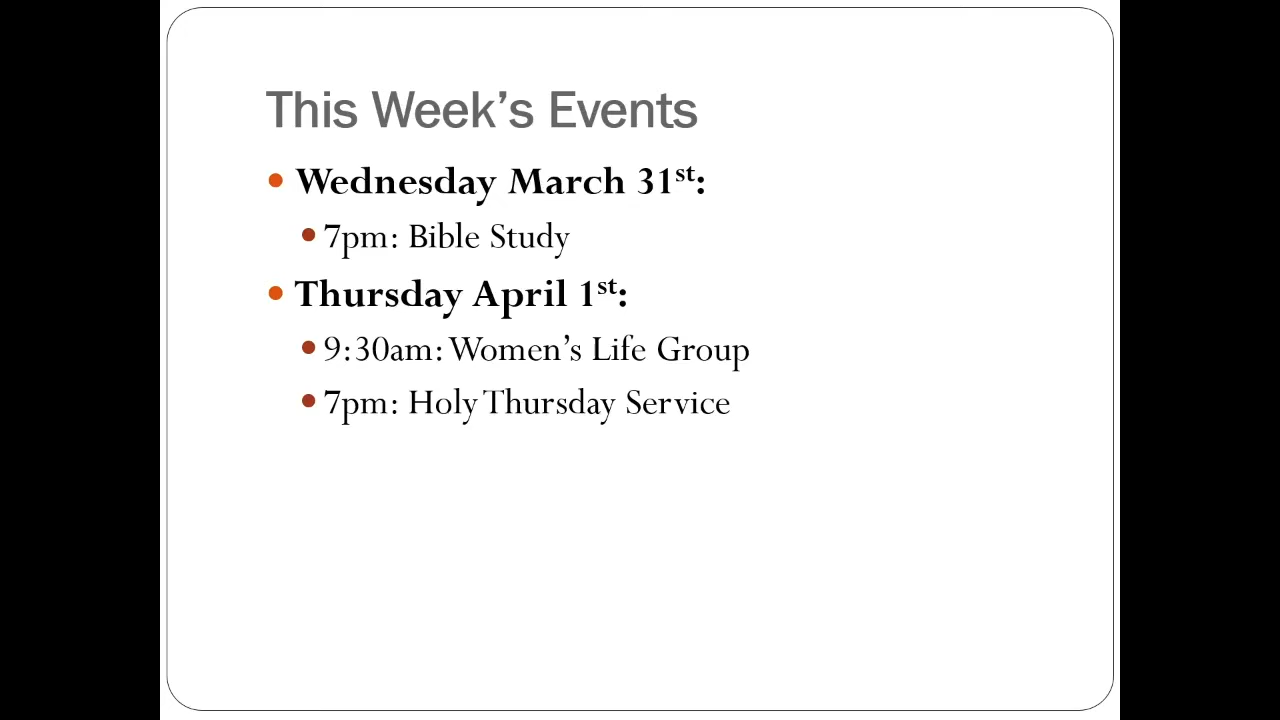 This Week’s Events
• Wednesday March 31st:
• 7pm: Bible Study
• Thursday April 1st:
• 9:30am: Women’s Life Group
• 7pm: Holy Thursday Service